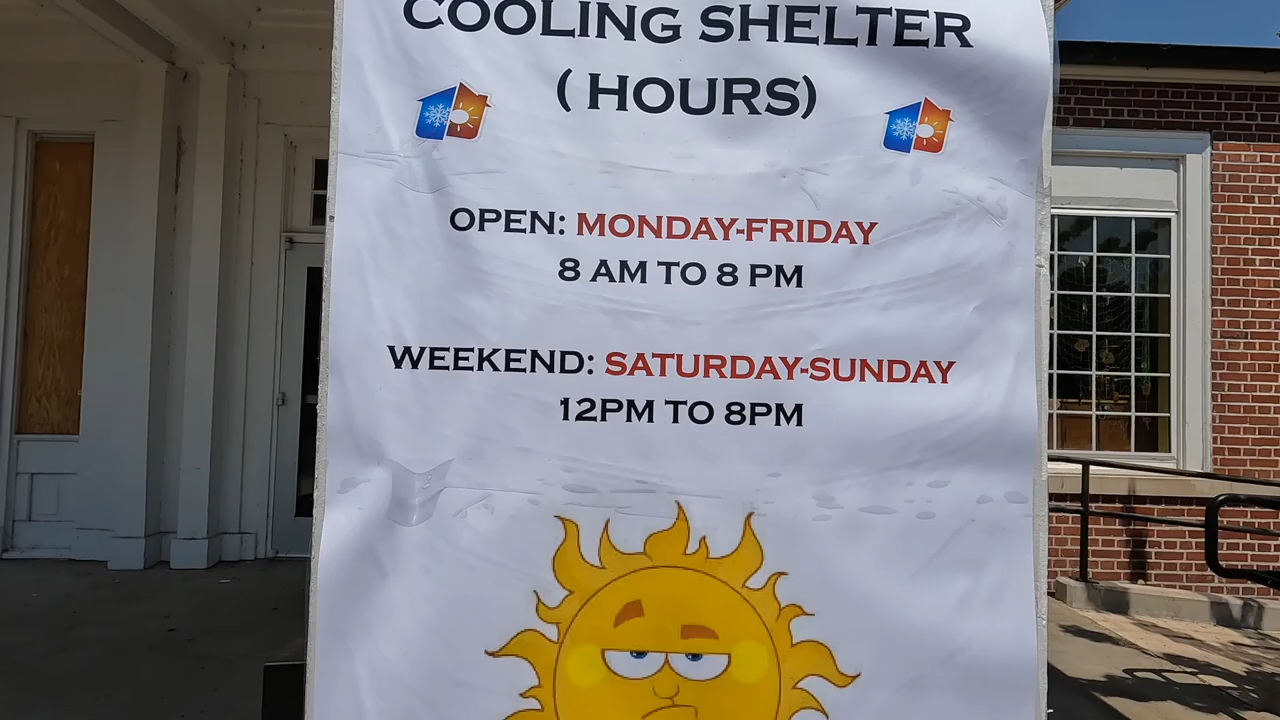 COOLING SHELTER
( HOURS)
OPEN: MONDAY-FRIDAY
8 AM TO 8 PM
WEEKEND: SATURDAY-SUNDAY
12PM TO 8PM